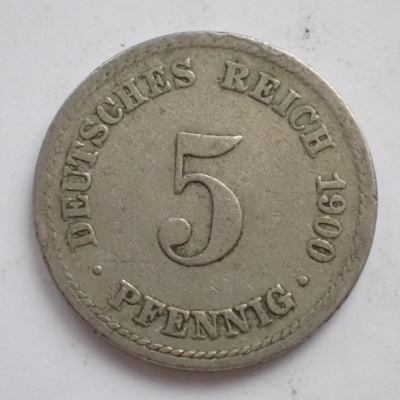 DEUTSCHES REICH 1900
5
· PFENNIG ·